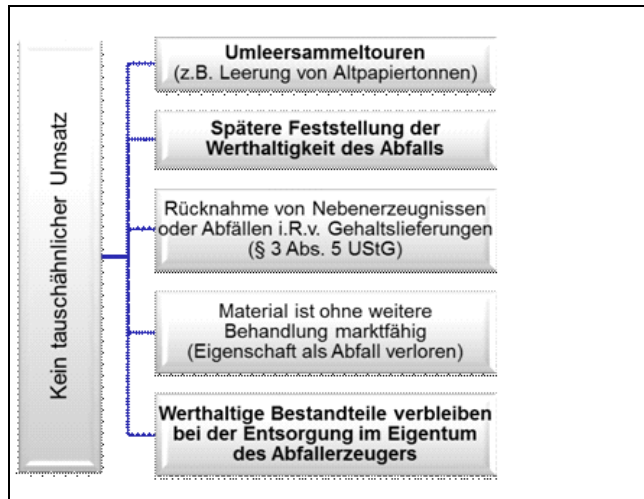 Kein tauschähnlicher Umsatz
Umleersammeltouren
(z.B. Leerung von Altpapiertonnen)
Spätere Feststellung der
Werthaltigkeit des Abfalls
Rücknahme von Nebenerzeugnissen
oder Abfällen i.R.v. Gehaltslieferungen
(§ 3 Abs. 5 UStG)
Material ist ohne weitere
Behandlung marktfähig
(Eigenschaft als Abfall verloren)
Werthaltige Bestandteile verbleiben
bei der Entsorgung im Eigentum
des Abfallerzeugers